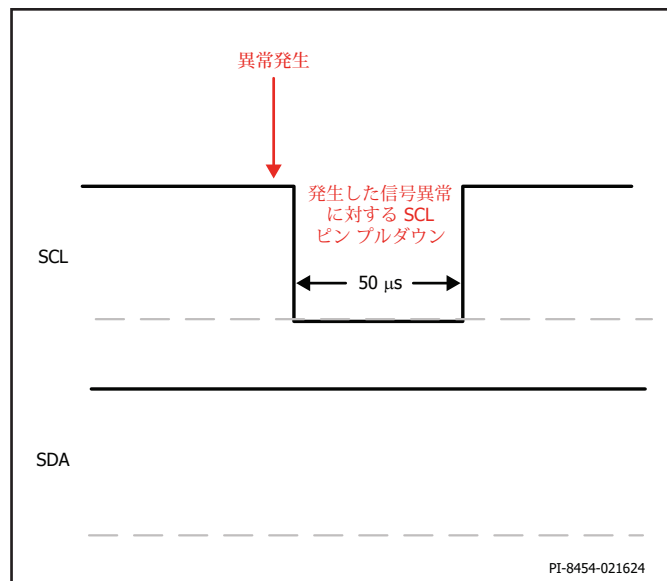 異常発生
発生した信号異常
に対する SCL
ピン プルダウン
SCL
50 μs
SDA
PI-8454-021624